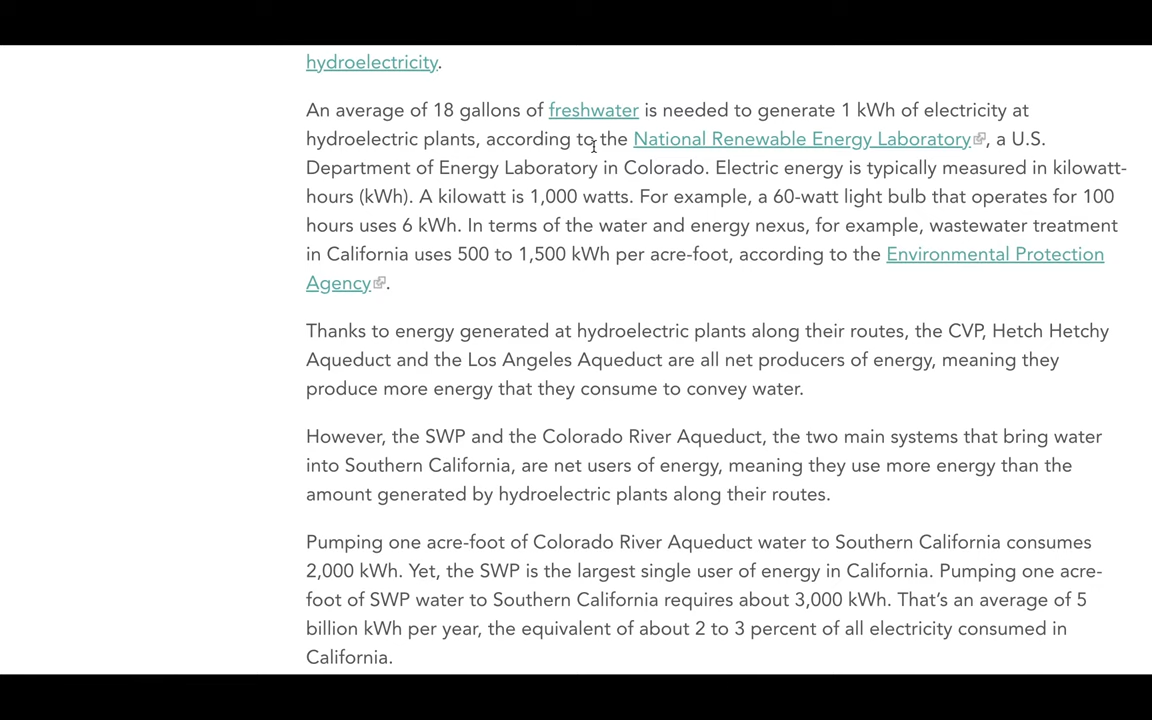 hydroelectricity.
An average of 18 gallons of freshwater is needed to generate 1 kWh of electricity at
hydroelectric plants, according to the National Renewable Energy Laboratory, a U.S.
Department of Energy Laboratory in Colorado. Electric energy is typically measured in kilowatt-
hours (kWh). A kilowatt is 1,000 watts. For example, a 60-watt light bulb that operates for 100
hours uses 6 kWh. In terms of the water and energy nexus, for example, wastewater treatment
in California uses 500 to 1,500 kWh per acre-foot, according to the Environmental Protection
Agency.
Thanks to energy generated at hydroelectric plants along their routes, the CVP, Hetch Hetchy
Aqueduct and the Los Angeles Aqueduct are all net producers of energy, meaning they
produce more energy that they consume to convey water.
However, the SWP and the Colorado River Aqueduct, the two main systems that bring water
into Southern California, are net users of energy, meaning they use more energy than the
amount generated by hydroelectric plants along their routes.
Pumping one acre-foot of Colorado River Aqueduct water to Southern California consumes
2,000 kWh. Yet, the SWP is the largest single user of energy in California. Pumping one acre-
foot of SWP water to Southern California requires about 3,000 kWh. That’s an average of 5
billion kWh per year, the equivalent of about 2 to 3 percent of all electricity consumed in
California.